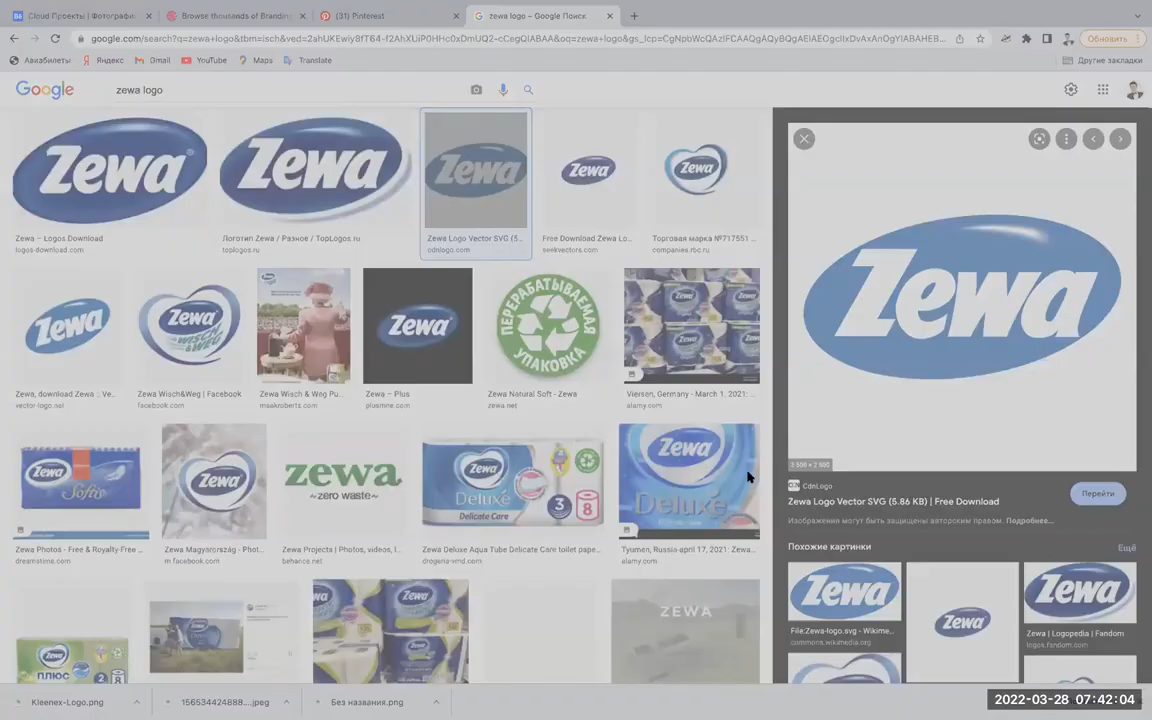 Cloud Проекты | Фотографи
Browse thousands of Branding
(31) Pinterest
zewa logo – Google Поиск
google.com/search?q=zewa+logo&tbm=isch&ved=
Обновить
Авиабилеты
Яндекс
Gmail
YouTube
Maps
Translate
Другие закладки
Google
zewa logo
Zewa
Zewa
Zewa
Zewa
Zewa
Zewa – Logos Download
logos-download.com
Логотип Zewa / Разное / TopLogos.ru
toplogos.ru
Zewa Logo Vector SVG (5...
cdnlogo.com
Free Download Zewa Lo...
seekvectors.com
Торговая марка №717551 ...
companies.rbc.ru
Zewa
Zewa
Zewa
WISCH
&WEG
Zewa
ПЕРЕРАБАТЫВАЕМАЯ
УПАКОВКА
Zewa, download Zewa :: Ve...
vector-logo.net
Zewa Wisch&Weg | Facebook
facebook.com
Zewa Wisch & Weg Pu...
maakroberts.com
Zewa – Plus
plusmine.com
Zewa Natural Soft - Zewa
zewa.net
Viersen, Germany - March 1. 2021: ...
alamy.com
Zewa
Softis
Zewa
zewa
~zero waste~
Zewa
Deluxe
Delicate Care
3
8
Zewa
Deluxe
Zewa Photos - Free & Royalty-Free ...
dreamstime.com
Zewa Magyarország - Phot...
m.facebook.com
Zewa Projects | Photos, videos, l...
behance.net
Zewa Deluxe Aqua Tube Delicate Care toilet pape...
drogeria-vmd.com
Tyumen, Russia-april 17, 2021: Zewa...
alamy.com
Zewa
ПЛЮС
2
8
Zewa
Zewa
ZEWA
Zewa
CdnLogo
Zewa Logo Vector SVG (5.86 KB) | Free Download
Перейти
Изображения могут быть защищены авторским правом. Подробнее...
Похожие картинки
Ещё
Zewa
Zewa
Zewa
File:Zewa-logo.svg - Wikime...
commons.wikimedia.org
Zewa | Logopedia | Fandom
logos.fandom.com
Kleenex-Logo.png
156534424888....jpeg
Без названия.png
2022-03-28 07:42:04